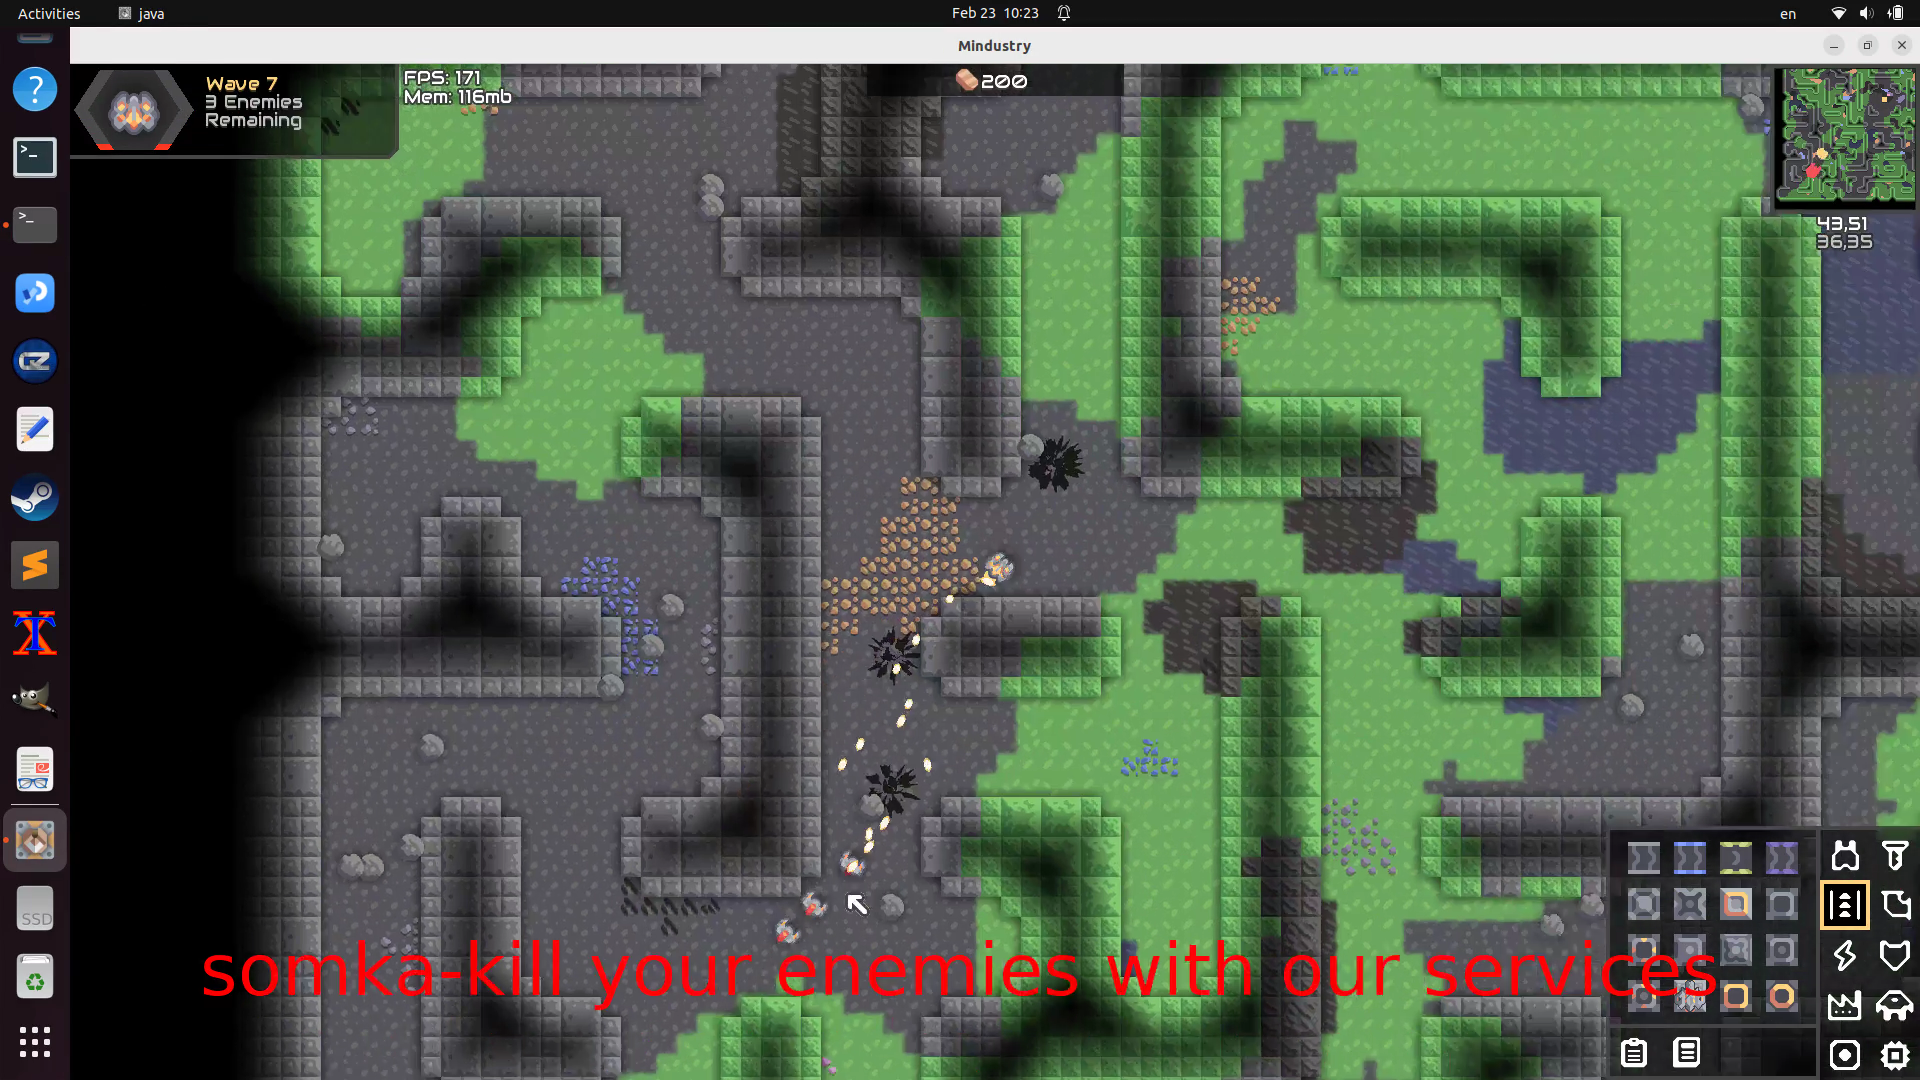 Activities
java
Feb 23 10:23
en
Mindustry
Wave 7
3 Enemies
Remaining
FPS: 171
Mem: 116mb
200
43,51
36,35
SSD
somka-kill your enemies with our services